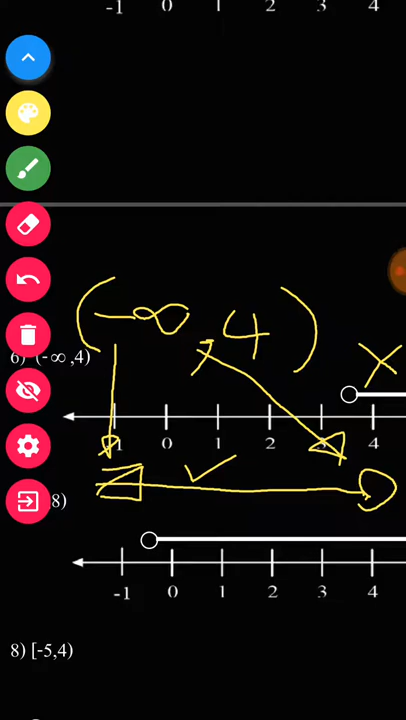 -1 0 1 2 3 4
(-∞, 4)
6) (-∞,4)
×
-1 0 1 2 3 4
✓
8)
-1 0 1 2 3 4
8) [-5,4)